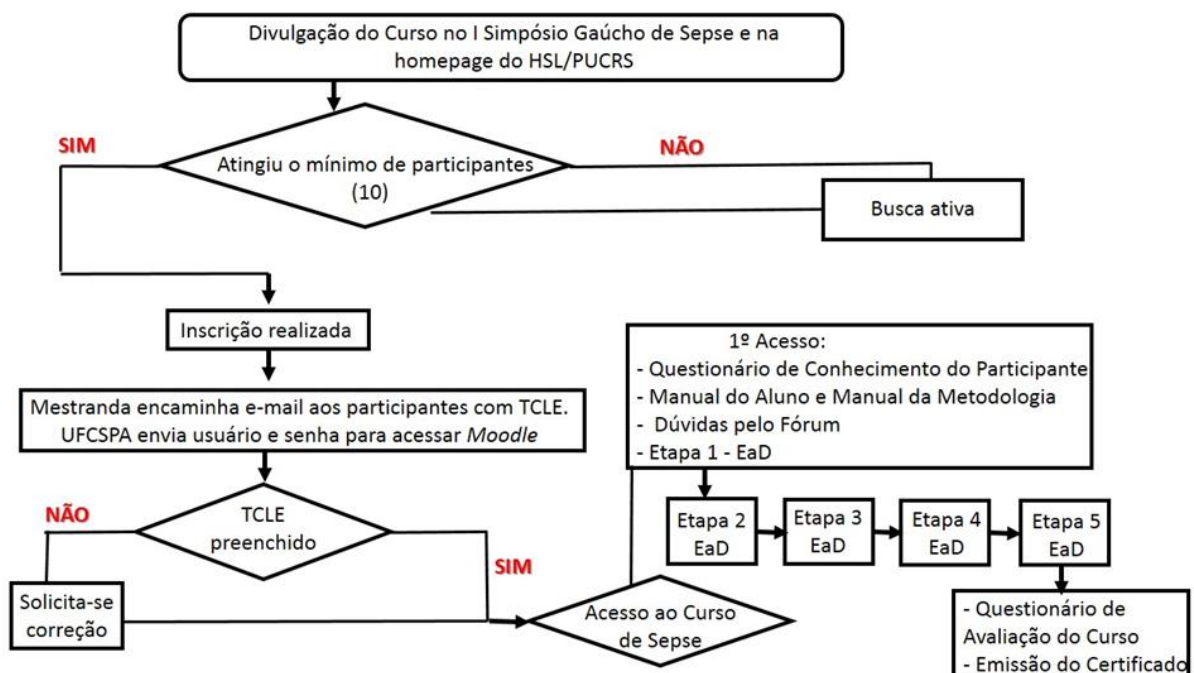 Divulgação do Curso no I Simpósio Gaúcho de Sepse e na
homepage do HSL/PUCRS
SIM
NÃO
Atingiu o mínimo de participantes
(10)
Busca ativa
Inscrição realizada
Mestranda encaminha e-mail aos participantes com TCLE.
UFCSPA envia usuário e senha para acessar Moodle
NÃO
TCLE
preenchido
SIM
Solicita-se
correção
Acesso ao Curso
de Sepse
1º Acesso:
- Questionário de Conhecimento do Participante
- Manual do Aluno e Manual da Metodologia
- Dúvidas pelo Fórum
- Etapa 1 - EaD
Etapa 2
EaD
Etapa 3
EaD
Etapa 4
EaD
Etapa 5
EaD
- Questionário de
Avaliação do Curso
- Emissão do Certificado